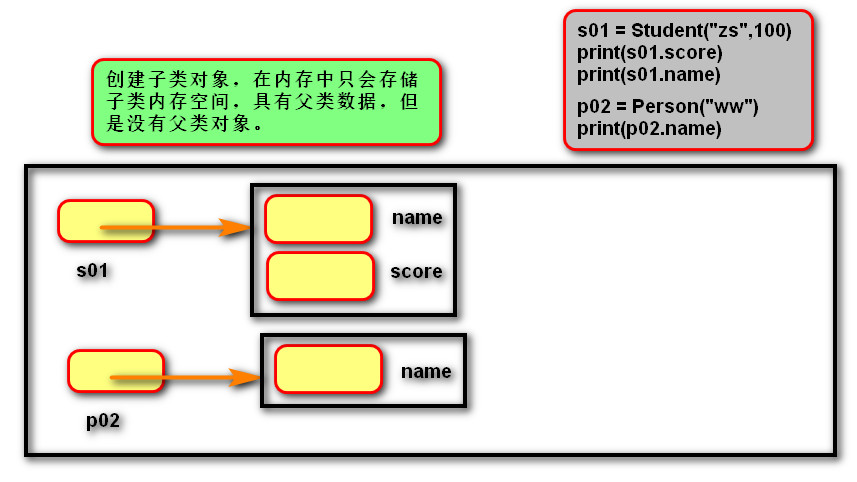 创建子类对象，在内存中只会存储
子类内存空间，具有父类数据，但
是没有父类对象。
s01 = Student("zs",100)
print(s01.score)
print(s01.name)
p02 = Person("ww")
print(p02.name)
name
s01
score
name
p02